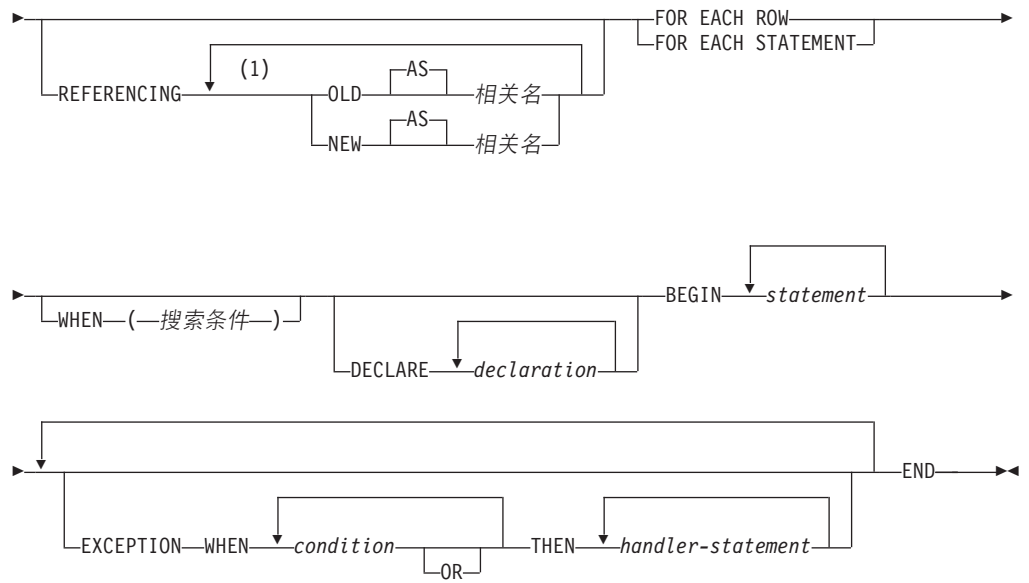 FOR EACH ROW
FOR EACH STATEMENT
REFERENCING (1) OLD AS 相关名
NEW AS 相关名
WHEN ( 搜索条件 )
DECLARE declaration
BEGIN statement
EXCEPTION WHEN condition OR THEN handler-statement
END